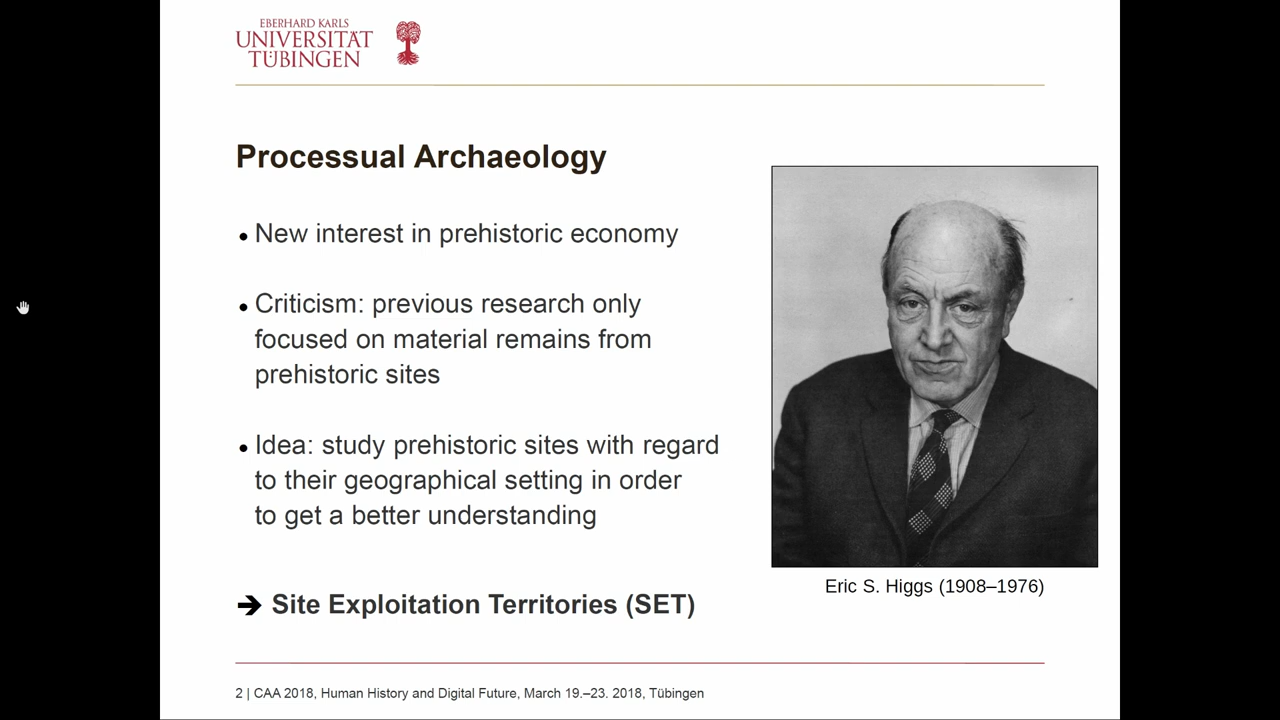 EBERHARD KARLS
UNIVERSITÄT
TÜBINGEN
Processual Archaeology
• New interest in prehistoric economy
• Criticism: previous research only
focused on material remains from
prehistoric sites
• Idea: study prehistoric sites with regard
to their geographical setting in order
to get a better understanding
➔ Site Exploitation Territories (SET)
Eric S. Higgs (1908–1976)
2 | CAA 2018, Human History and Digital Future, March 19.–23. 2018, Tübingen